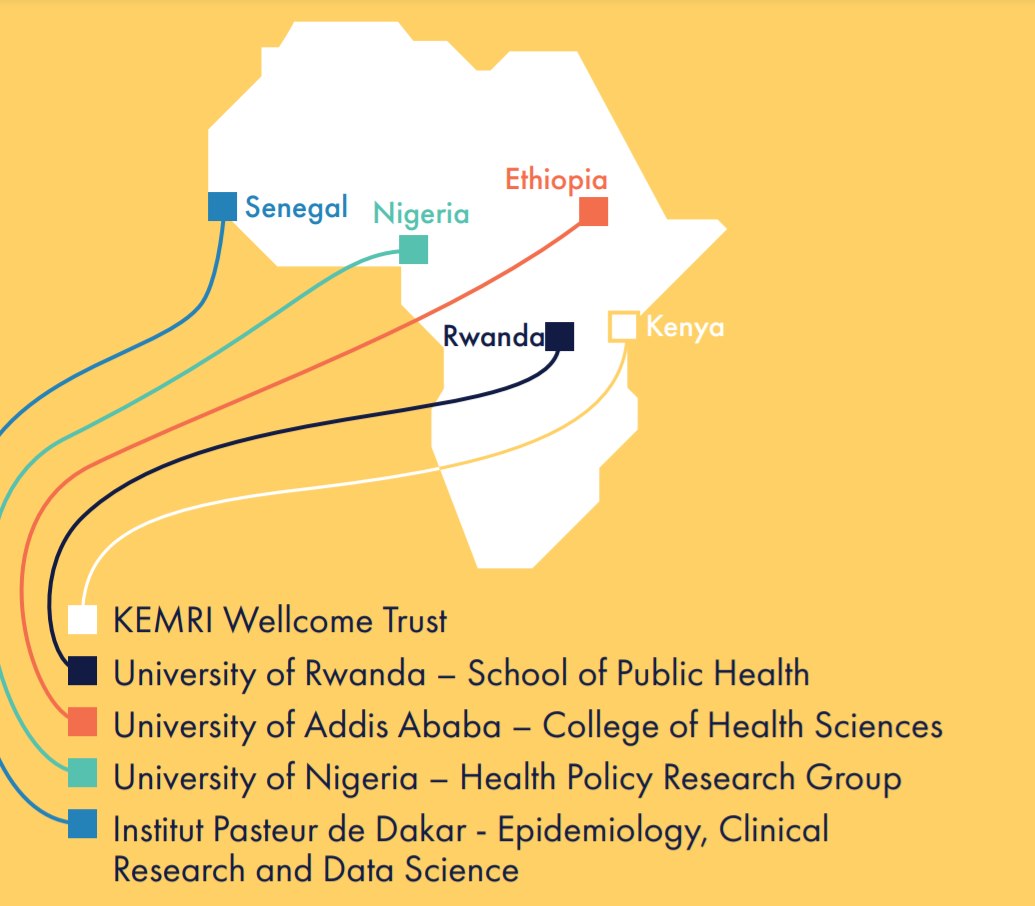 Ethiopia
Senegal
Nigeria
Rwanda
Kenya
KEMRI Wellcome Trust
University of Rwanda – School of Public Health
University of Addis Ababa – College of Health Sciences
University of Nigeria – Health Policy Research Group
Institut Pasteur de Dakar - Epidemiology, Clinical
Research and Data Science